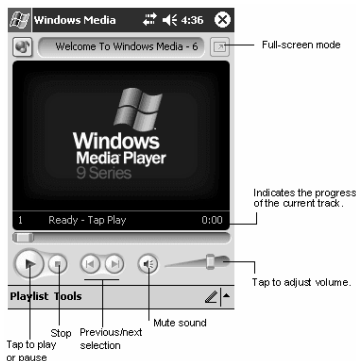 Windows Media 4:36
Welcome To Windows Media - 6
Full-screen mode
Windows
Media Player
9 Series
Indicates the progress
of the current track.
1 Ready - Tap Play 0:00
Tap to adjust volume.
Playlist Tools
Mute sound
Stop
Previous/next
selection
Tap to play
or pause